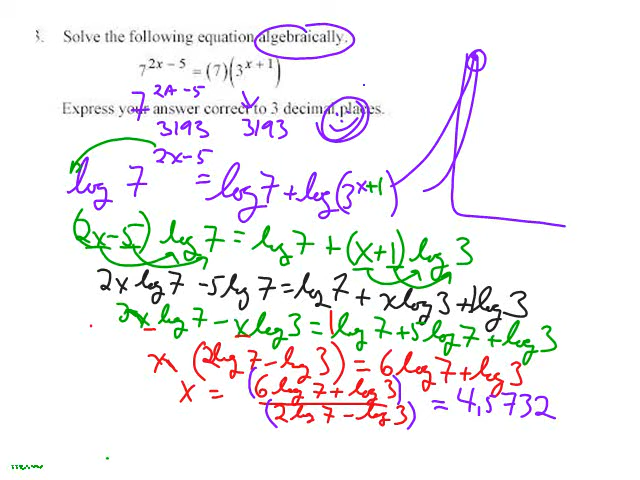 3. Solve the following equation algebraically.
7^{2x - 5} = (7)(3^{x + 1})
Express your answer correct to 3 decimal places.
7^{2x-5}
3193 3193
log 7^{2x-5} = log 7 + log(3^{x+1})
(2x-5) log 7 = log 7 + (x+1) log 3
2x log 7 - 5 log 7 = log 7 + x log 3 + 1 log 3
2x log 7 - x log 3 = 1 log 7 + 5 log 7 + log 3
x (2 log 7 - log 3) = 6 log 7 + log 3
x = (6 log 7 + log 3) / (2 log 7 - log 3) = 4,5732